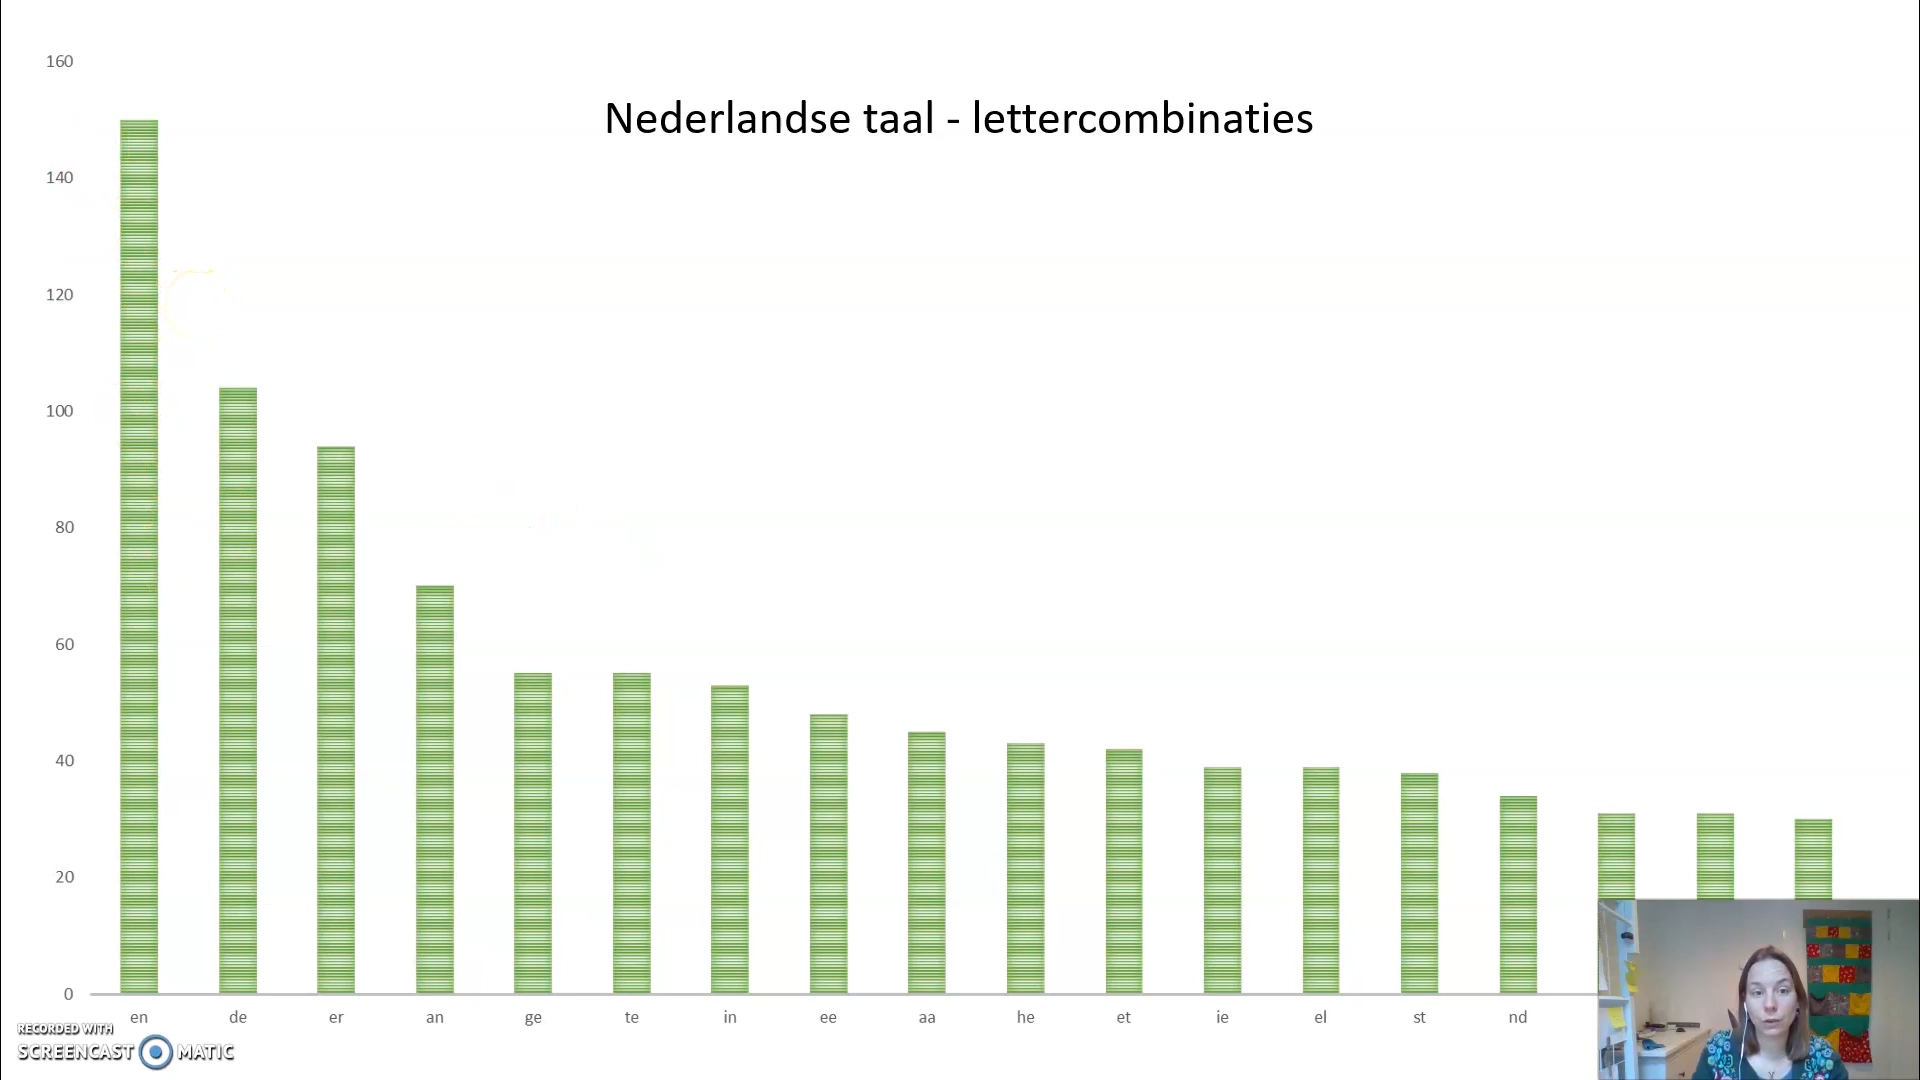 Nederlandse taal - lettercombinaties
160
140
120
100
80
60
40
20
0
en de er an ge te in ee aa he et ie el st nd
RECORDED WITH
SCREENCAST MATIC